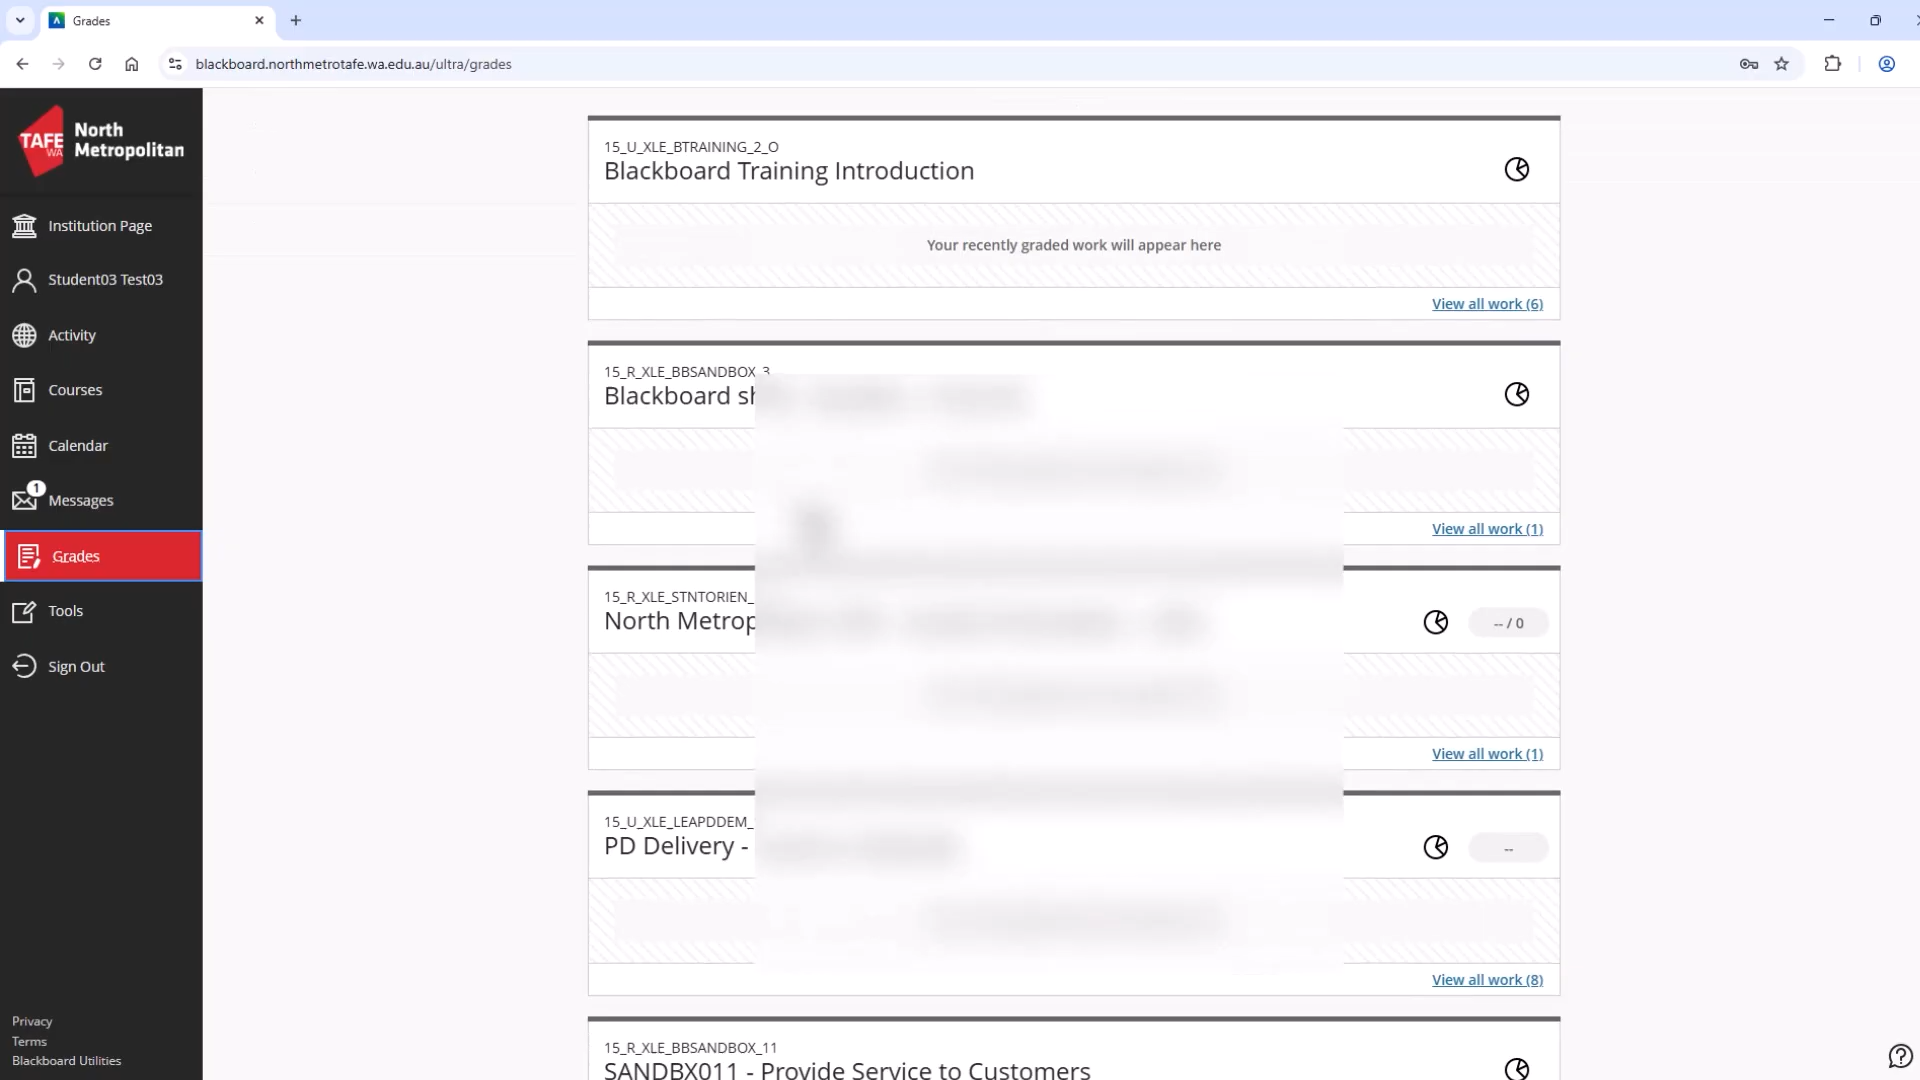 Grades
blackboard.northmetrotafe.wa.edu.au/ultra/grades
TAFE
WA
North
Metropolitan
Institution Page
Student03 Test03
Activity
Courses
Calendar
1
Messages
Grades
Tools
Sign Out
Privacy
Terms
Blackboard Utilities
15_U_XLE_BTRAINING_2_O
Blackboard Training Introduction
Your recently graded work will appear here
View all work (6)
15_R_XLE_BBSANDBOX_3
Blackboard
View all work (1)
15_R_XLE_STNTORIEN_
North
-- / 0
View all work (1)
15_U_XLE_LEAPDDEM_
PD Delivery -
--
View all work (8)
15_R_XLE_BBSANDBOX_11
SANDBX011 - Provide Service to Customers